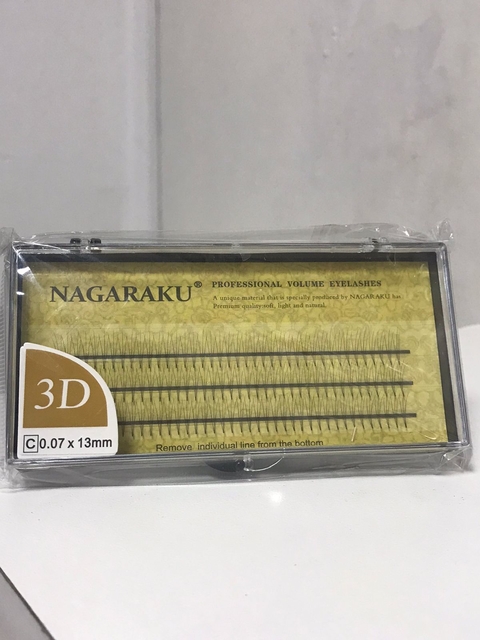 NAGARAKU® PROFESSIONAL VOLUME EYELASHES
A unique material that is specially produced by NAGARAKU has
Premium quality:soft, light and natural.
3D
C 0.07 x 13mm
Remove individual line from the bottom